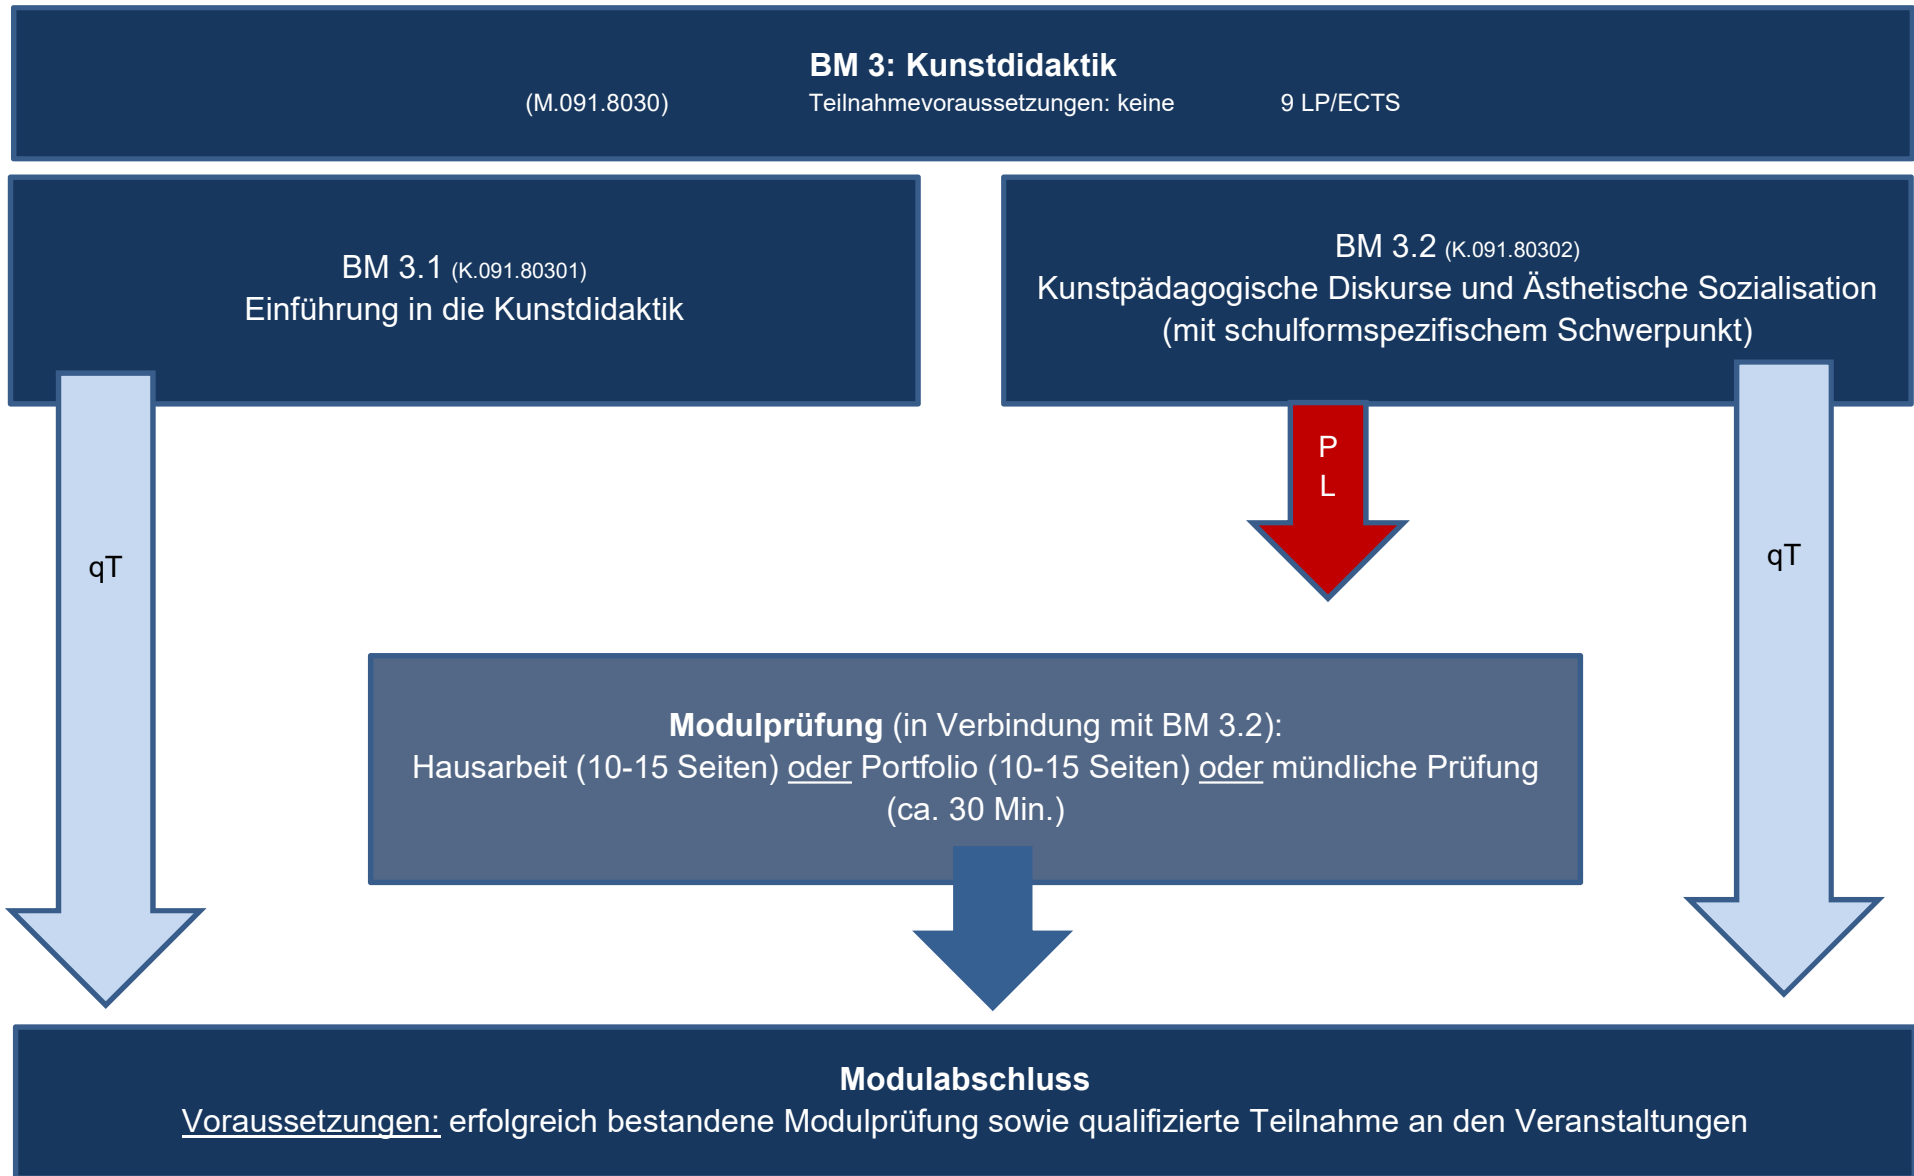 BM 3: Kunstdidaktik
(M.091.8030) Teilnahmevoraussetzungen: keine 9 LP/ECTS
BM 3.1 (K.091.80301)
Einführung in die Kunstdidaktik
BM 3.2 (K.091.80302)
Kunstpädagogische Diskurse und Ästhetische Sozialisation
(mit schulformspezifischem Schwerpunkt)
P
L
qT
qT
Modulprüfung (in Verbindung mit BM 3.2):
Hausarbeit (10-15 Seiten) oder Portfolio (10-15 Seiten) oder mündliche Prüfung
(ca. 30 Min.)
Modulabschluss
Voraussetzungen: erfolgreich bestandene Modulprüfung sowie qualifizierte Teilnahme an den Veranstaltungen